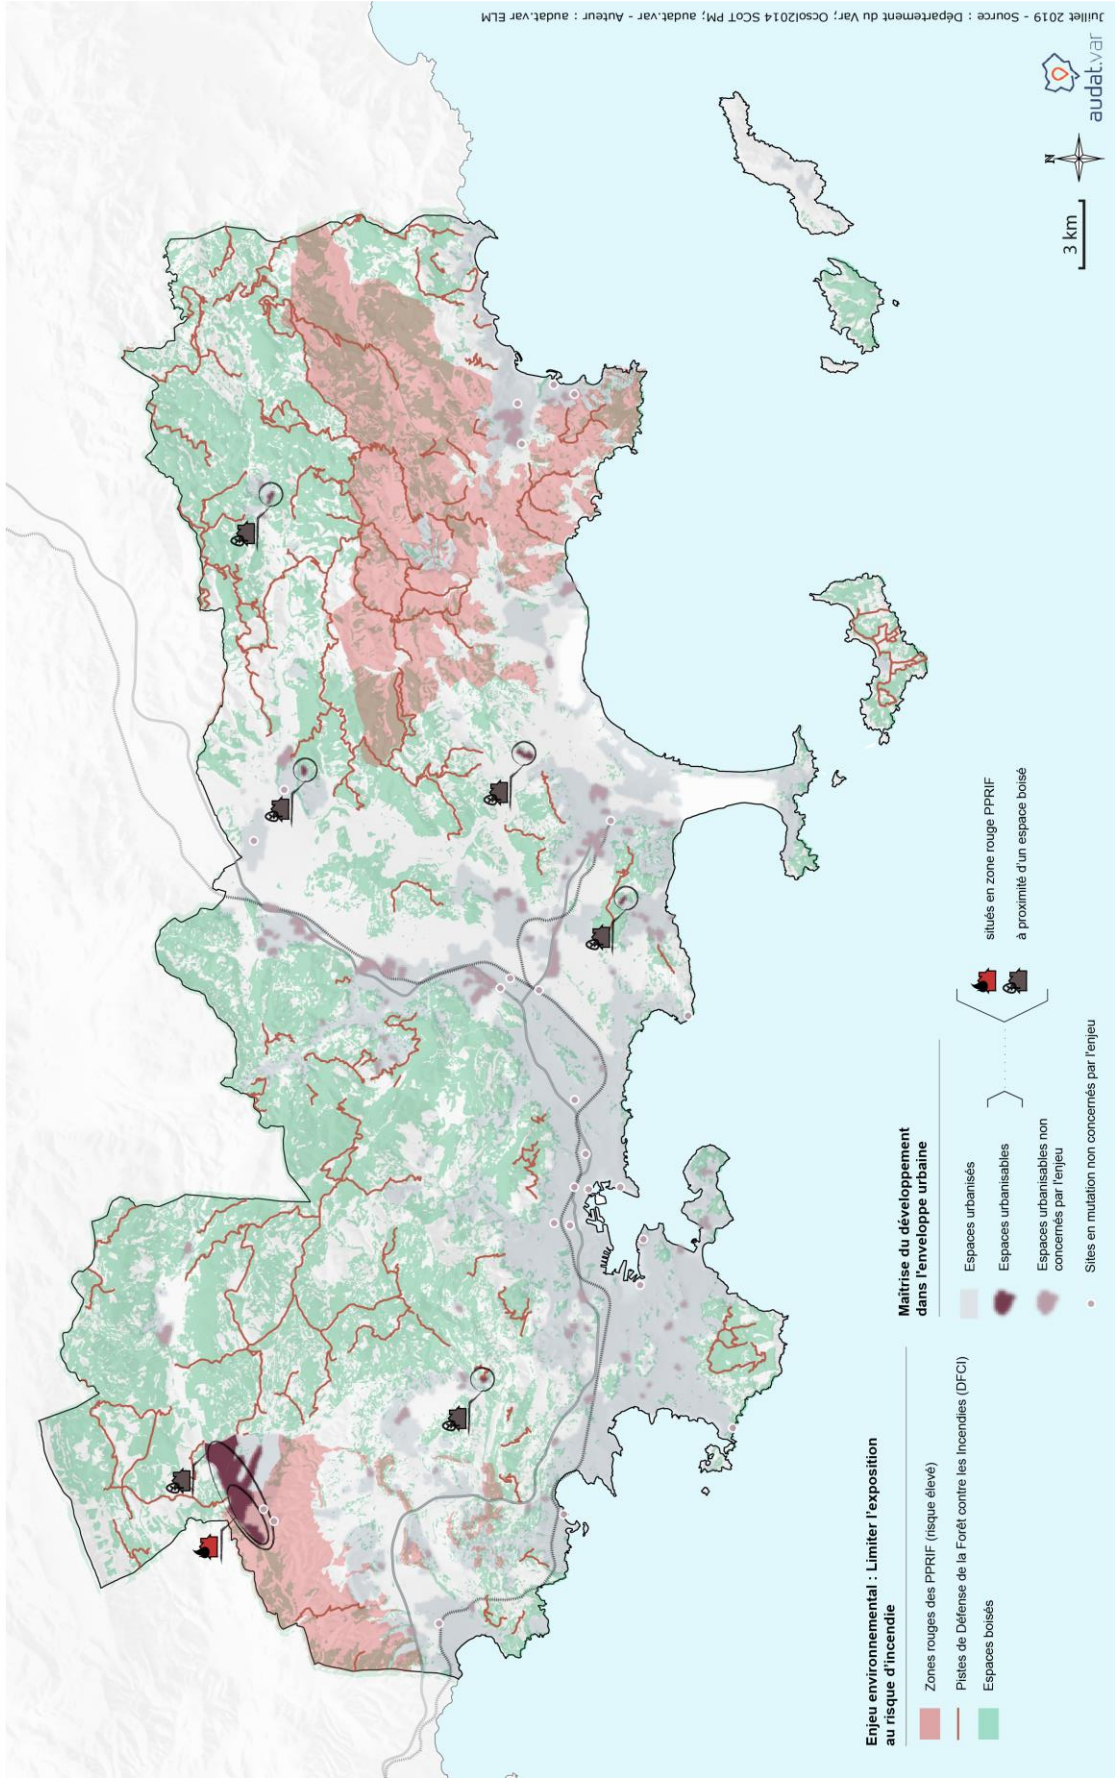 Juillet 2019 - Source : Département du Var; Ocsol2014 SCoT PM; audat.var - Auteur : audat.var ELM
audat.var
N
3 km
Enjeu environnemental : Limiter l'exposition
au risque d'incendie
Zones rouges des PPRIF (risque élevé)
Pistes de Défense de la Forêt contre les Incendies (DFCI)
Espaces boisés
Maîtrise du développement
dans l'enveloppe urbaine
Espaces urbanisés
Espaces urbanisables
Espaces urbanisables non
concernés par l'enjeu
Sites en mutation non concernés par l'enjeu
situés en zone rouge PPRIF
à proximité d'un espace boisé